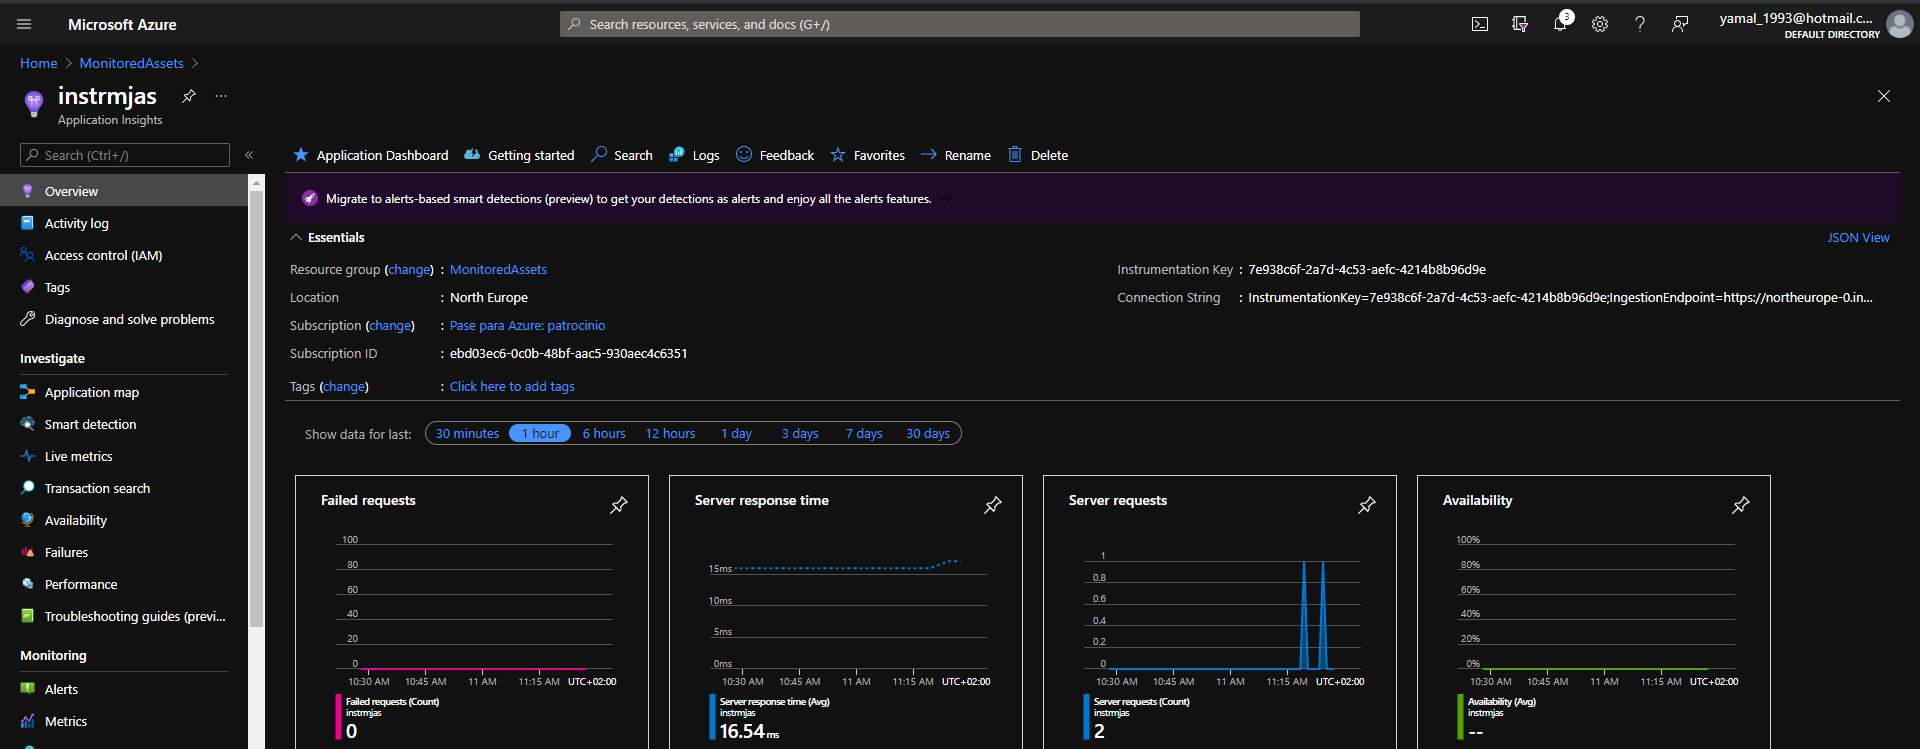 Microsoft Azure
Search resources, services, and docs (G+/)
3
yamal_1993@hotmail.c...
DEFAULT DIRECTORY
Home > MonitoredAssets >
instrmjas
...
Application Insights
Search (Ctrl+/)
«
Overview
Activity log
Access control (IAM)
Tags
Diagnose and solve problems
Investigate
Application map
Smart detection
Live metrics
Transaction search
Availability
Failures
Performance
Troubleshooting guides (previ...
Monitoring
Alerts
Metrics
Application Dashboard Getting started Search Logs Feedback Favorites Rename Delete
Migrate to alerts-based smart detections (preview) to get your detections as alerts and enjoy all the alerts features. →
Essentials
JSON View
Resource group (change) : MonitoredAssets
Location : North Europe
Subscription (change) : Pase para Azure: patrocinio
Subscription ID : ebd03ec6-0c0b-48bf-aac5-930aec4c6351
Tags (change) : Click here to add tags
Instrumentation Key : 7e938c6f-2a7d-4c53-aefc-4214b8b96d9e
Connection String : InstrumentationKey=7e938c6f-2a7d-4c53-aefc-4214b8b96d9e;IngestionEndpoint=https://northeurope-0.in...
Show data for last: 30 minutes 1 hour 6 hours 12 hours 1 day 3 days 7 days 30 days
Failed requests
100
80
60
40
20
0
10:30 AM 10:45 AM 11 AM 11:15 AM UTC+02:00
Failed requests (Count)
instrmjas
0
Server response time
15ms
10ms
5ms
0ms
10:30 AM 10:45 AM 11 AM 11:15 AM UTC+02:00
Server response time (Avg)
instrmjas
16.54 ms
Server requests
1
0.8
0.6
0.4
0.2
0
10:30 AM 10:45 AM 11 AM 11:15 AM UTC+02:00
Server requests (Count)
instrmjas
2
Availability
100%
80%
60%
40%
20%
0%
10:30 AM 10:45 AM 11 AM 11:15 AM UTC+02:00
Availability (Avg)
instrmjas
--